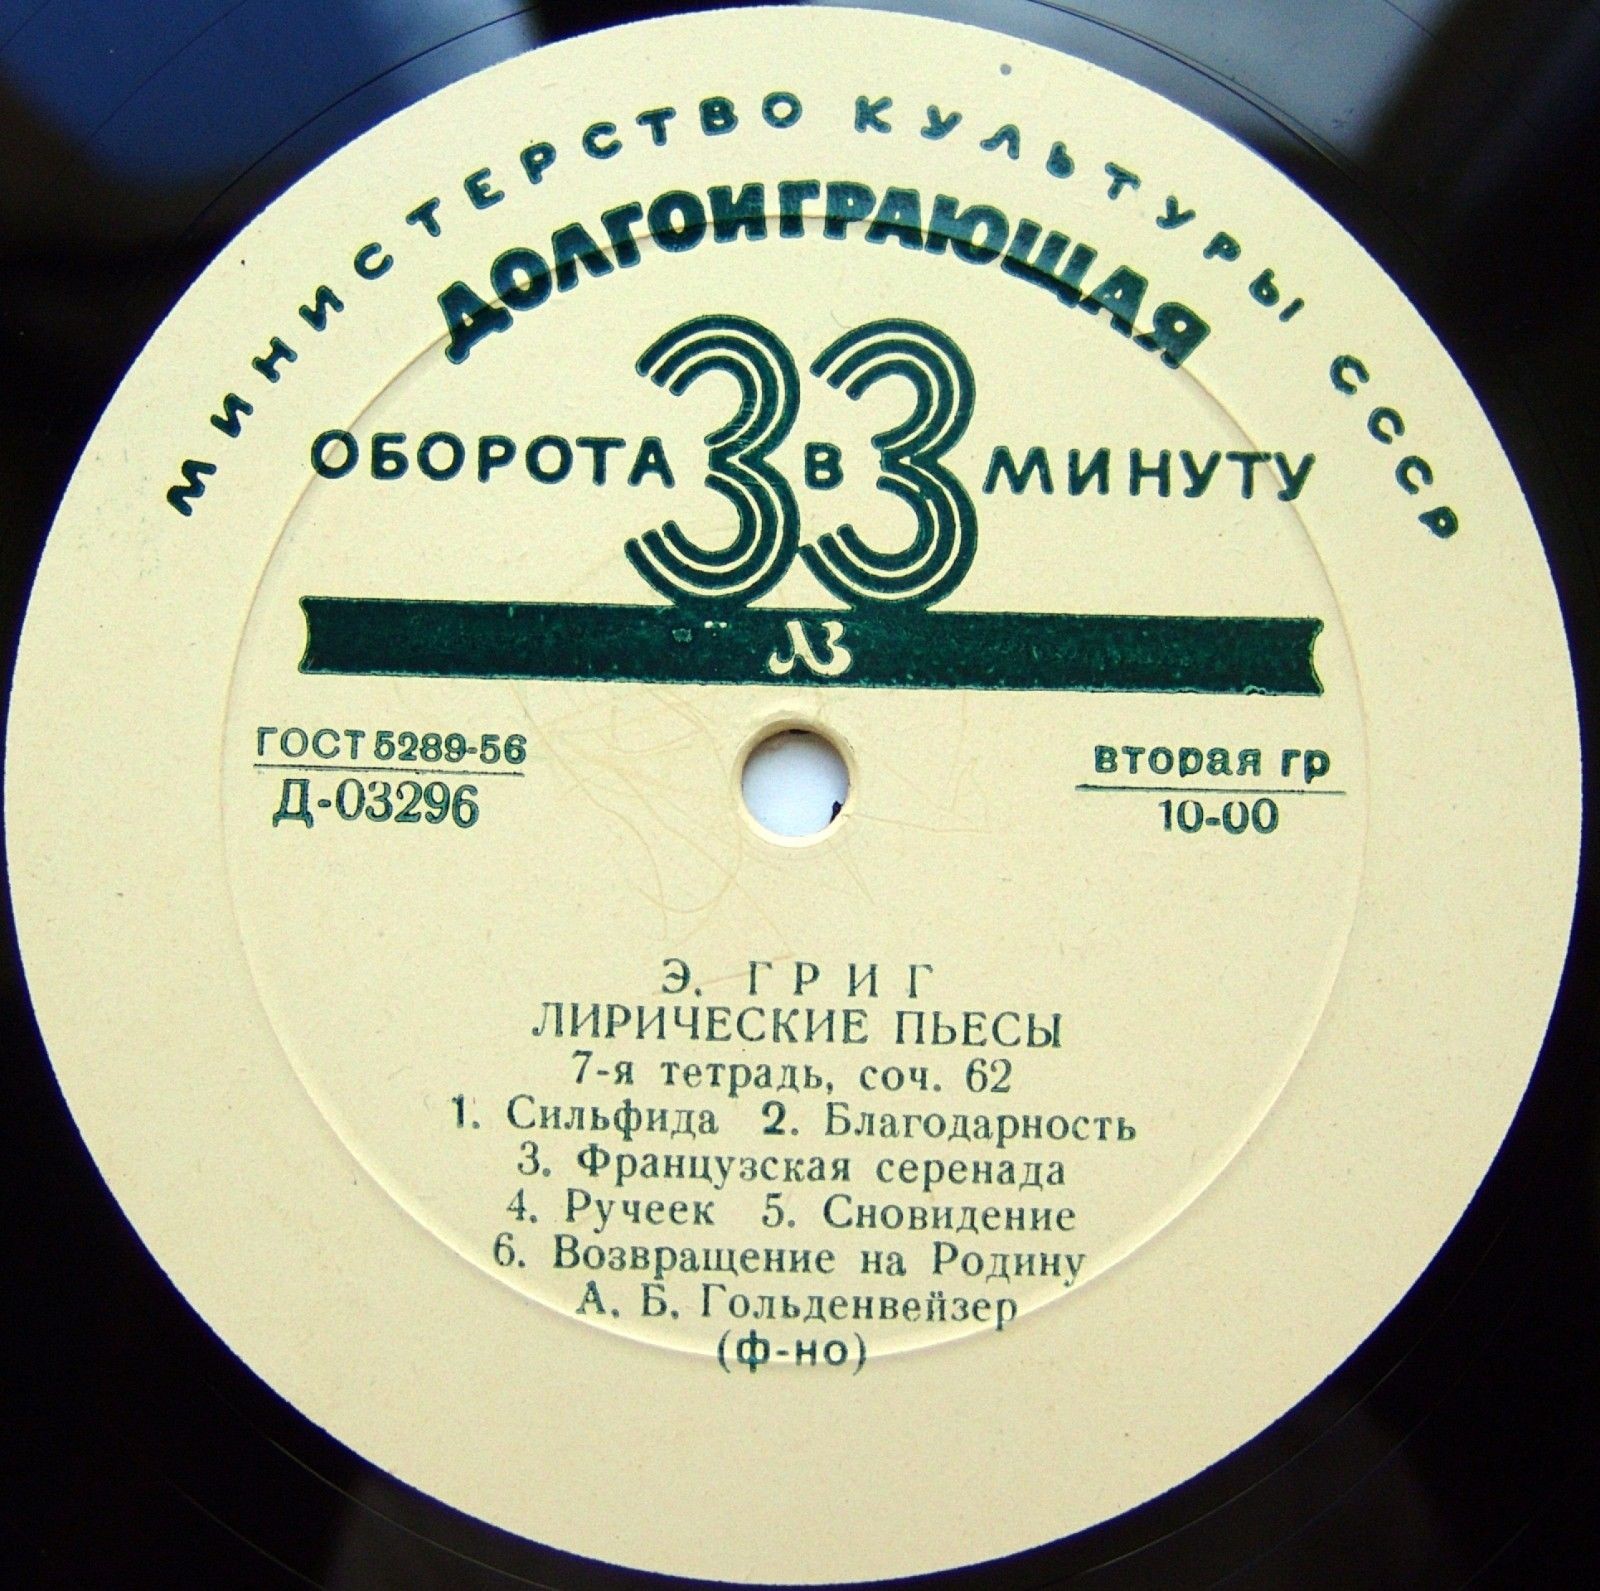 МИНИСТЕРСТВО КУЛЬТУРЫ СССР
ДОЛГОИГРАЮЩАЯ
33
ОБОРОТА В МИНУТУ
ЛЗ
ГОСТ 5289-56
Д-03296
вторая гр
10-00
Э. ГРИГ
ЛИРИЧЕСКИЕ ПЬЕСЫ
7-я тетрадь, соч. 62
1. Сильфида 2. Благодарность
3. Французская серенада
4. Ручеек 5. Сновидение
6. Возвращение на Родину
А. Б. Гольденвейзер
(ф-но)